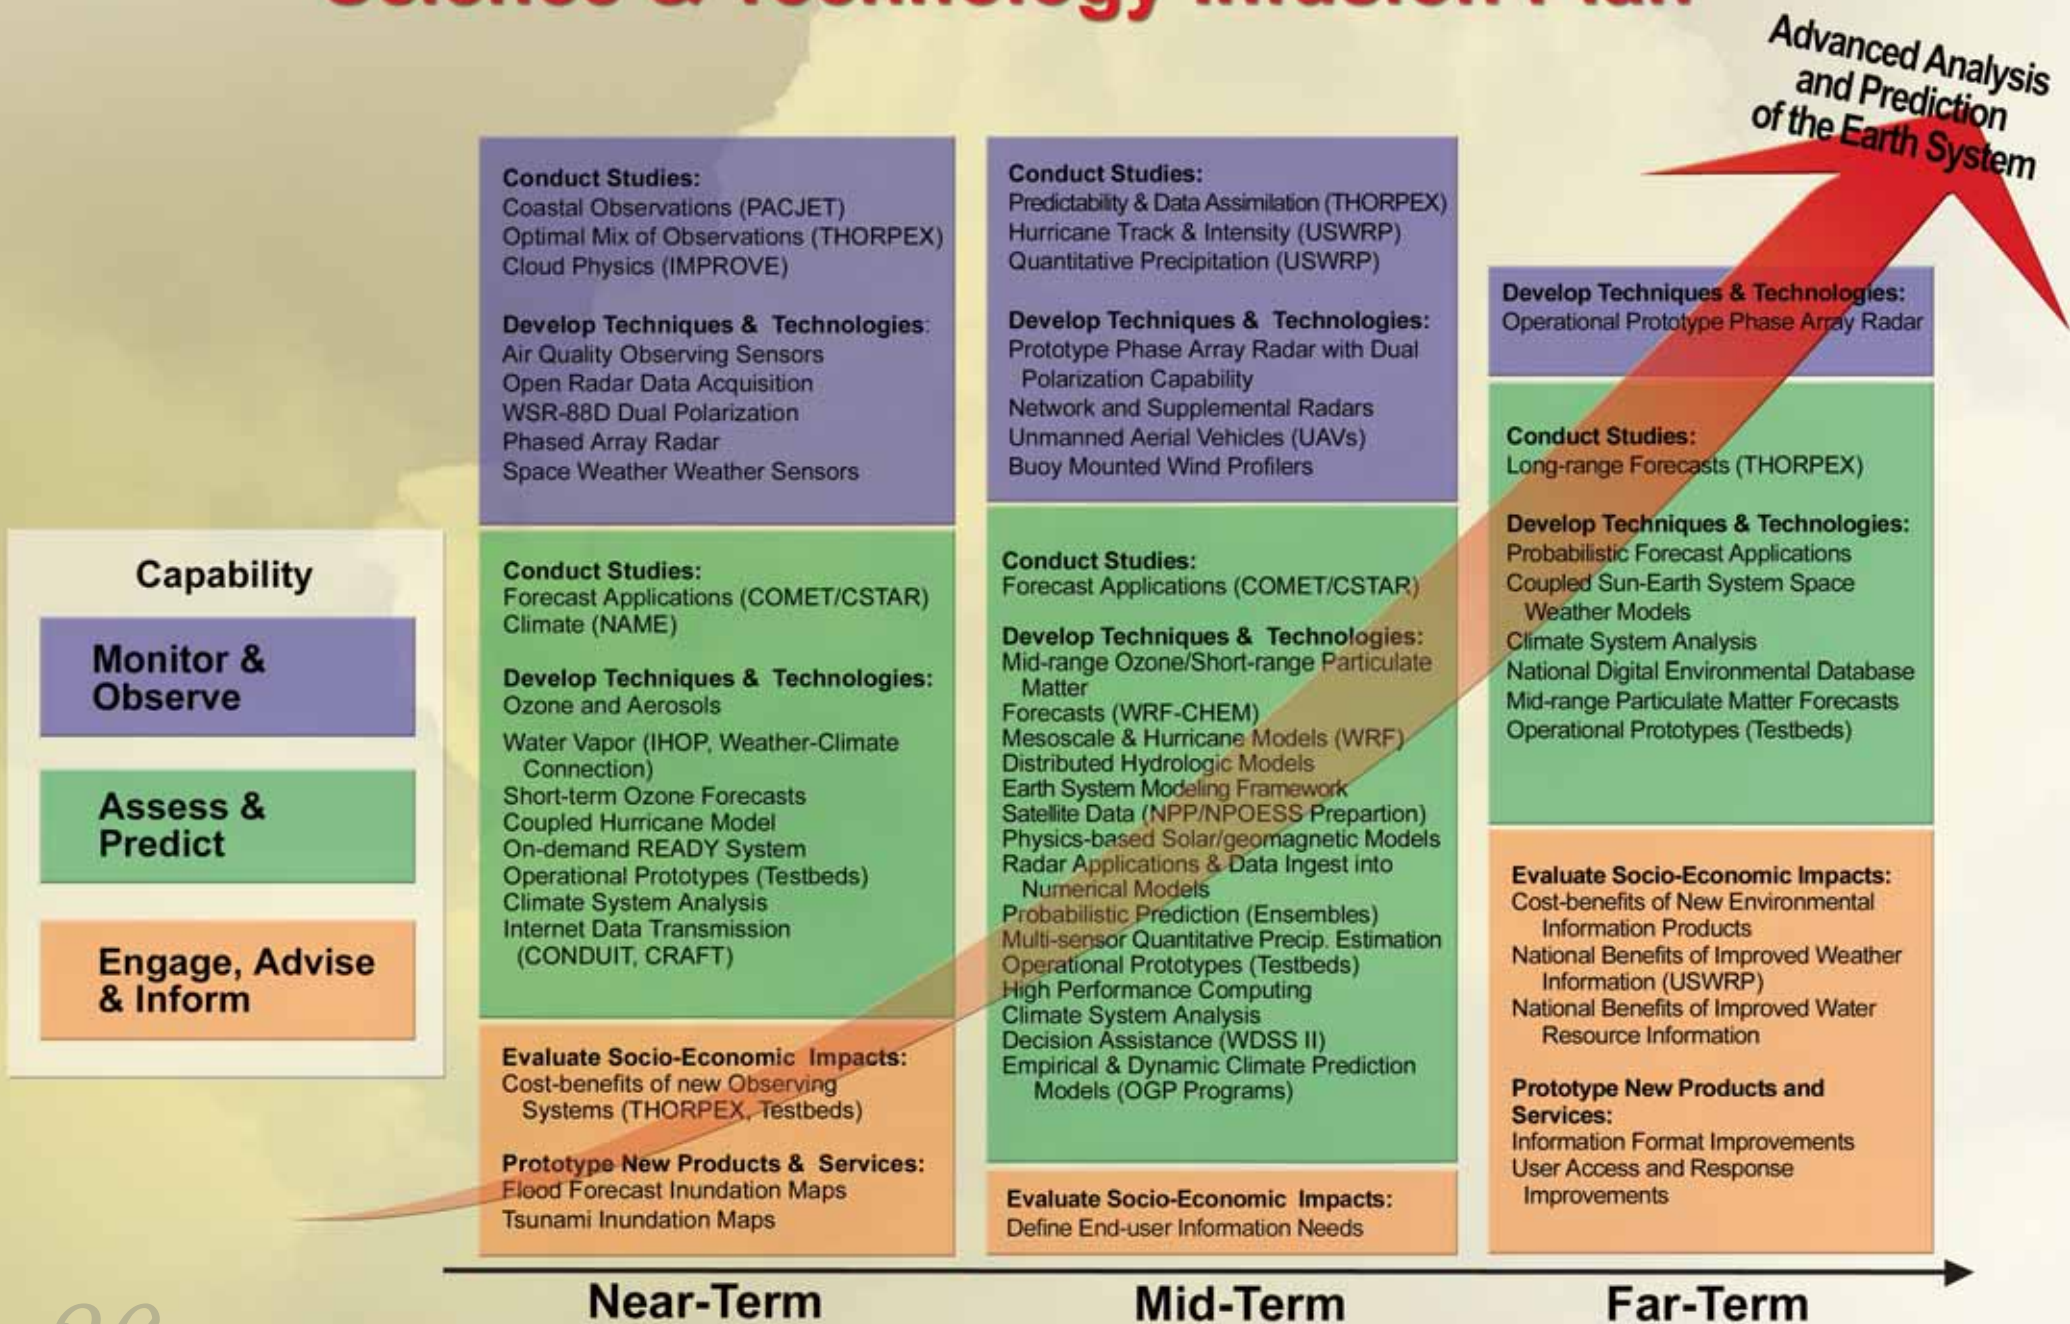 Science & Technology Infusion Plan
Advanced Analysis
and Prediction
of the Earth System
Capability
Monitor &
Observe
Assess &
Predict
Engage, Advise
& Inform
Conduct Studies:
Coastal Observations (PACJET)
Optimal Mix of Observations (THORPEX)
Cloud Physics (IMPROVE)
Develop Techniques & Technologies:
Air Quality Observing Sensors
Open Radar Data Acquisition
WSR-88D Dual Polarization
Phased Array Radar
Space Weather Weather Sensors
Conduct Studies:
Forecast Applications (COMET/CSTAR)
Climate (NAME)
Develop Techniques & Technologies:
Ozone and Aerosols
Water Vapor (IHOP, Weather-Climate
Connection)
Short-term Ozone Forecasts
Coupled Hurricane Model
On-demand READY System
Operational Prototypes (Testbeds)
Climate System Analysis
Internet Data Transmission
(CONDUIT, CRAFT)
Evaluate Socio-Economic Impacts:
Cost-benefits of new Observing
Systems (THORPEX, Testbeds)
Prototype New Products & Services:
Flood Forecast Inundation Maps
Tsunami Inundation Maps
Conduct Studies:
Predictability & Data Assimilation (THORPEX)
Hurricane Track & Intensity (USWRP)
Quantitative Precipitation (USWRP)
Develop Techniques & Technologies:
Prototype Phase Array Radar with Dual
Polarization Capability
Network and Supplemental Radars
Unmanned Aerial Vehicles (UAVs)
Buoy Mounted Wind Profilers
Conduct Studies:
Forecast Applications (COMET/CSTAR)
Develop Techniques & Technologies:
Mid-range Ozone/Short-range Particulate
Matter
Forecasts (WRF-CHEM)
Mesoscale & Hurricane Models (WRF)
Distributed Hydrologic Models
Earth System Modeling Framework
Satellite Data (NPP/NPOESS Prepartion)
Physics-based Solar/geomagnetic Models
Radar Applications & Data Ingest into
Numerical Models
Probabilistic Prediction (Ensembles)
Multi-sensor Quantitative Precip. Estimation
Operational Prototypes (Testbeds)
High Performance Computing
Climate System Analysis
Decision Assistance (WDSS II)
Empirical & Dynamic Climate Prediction
Models (OGP Programs)
Evaluate Socio-Economic Impacts:
Define End-user Information Needs
Develop Techniques & Technologies:
Operational Prototype Phase Array Radar
Conduct Studies:
Long-range Forecasts (THORPEX)
Develop Techniques & Technologies:
Probabilistic Forecast Applications
Coupled Sun-Earth System Space
Weather Models
Climate System Analysis
National Digital Environmental Database
Mid-range Particulate Matter Forecasts
Operational Prototypes (Testbeds)
Evaluate Socio-Economic Impacts:
Cost-benefits of New Environmental
Information Products
National Benefits of Improved Weather
Information (USWRP)
National Benefits of Improved Water
Resource Information
Prototype New Products and
Services:
Information Format Improvements
User Access and Response
Improvements
Near-Term
Mid-Term
Far-Term